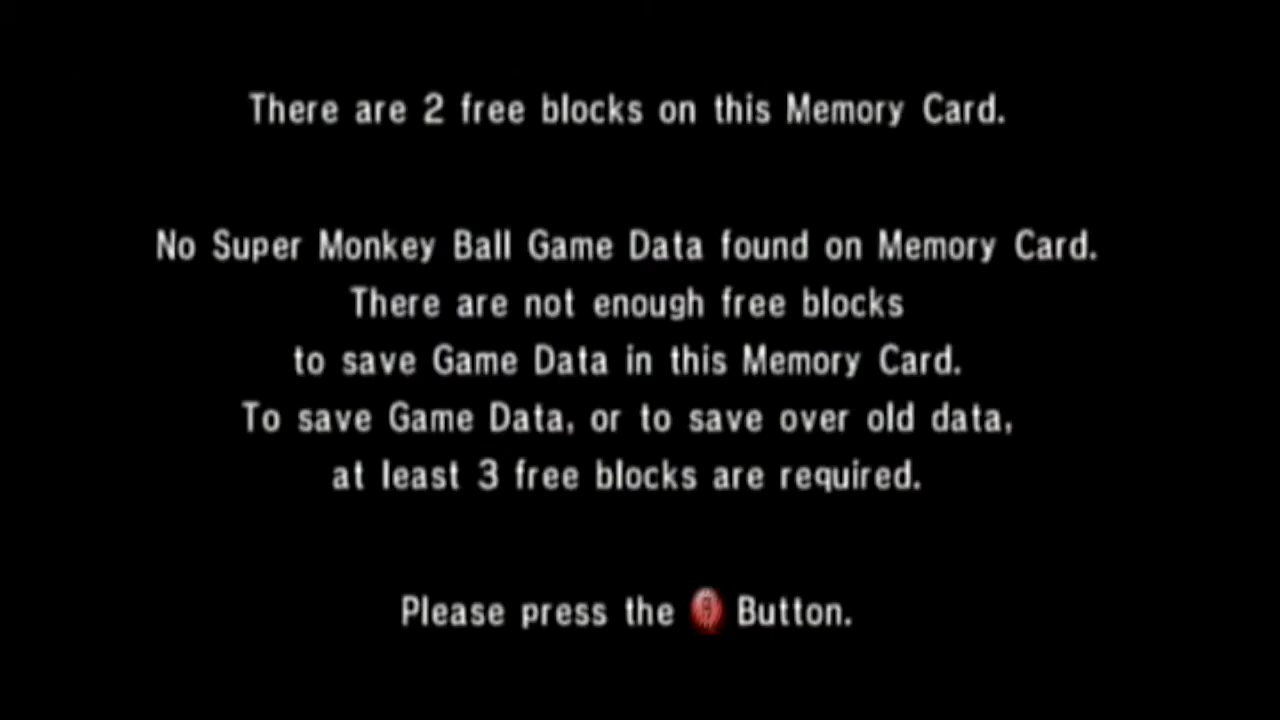 There are 2 free blocks on this Memory Card.
No Super Monkey Ball Game Data found on Memory Card.
There are not enough free blocks
to save Game Data in this Memory Card.
To save Game Data, or to save over old data,
at least 3 free blocks are required.
Please press the Button.